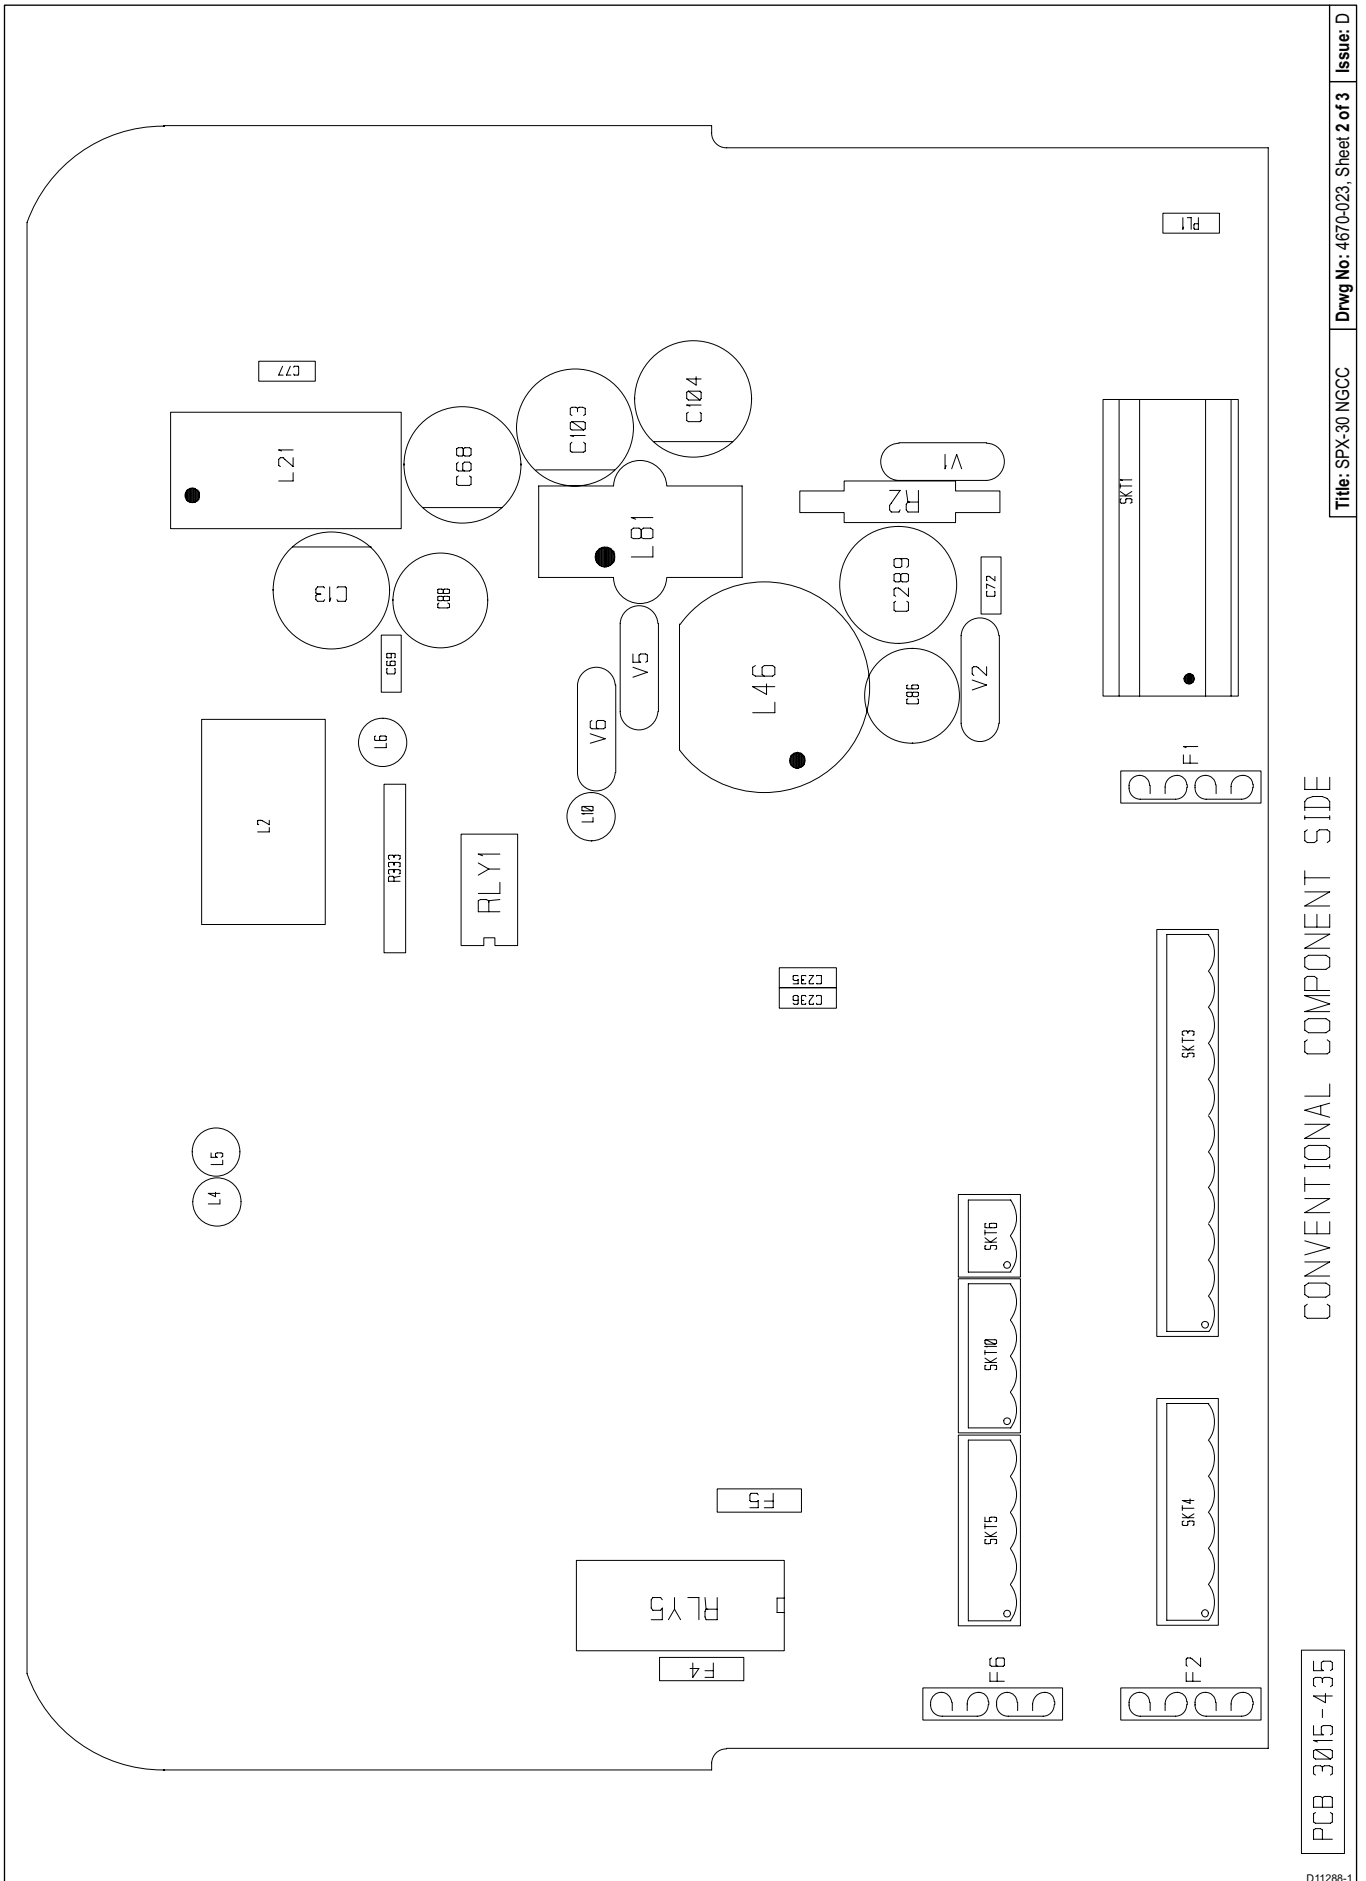 Title: SPX-30 NGCC
Drwg No: 4670-023, Sheet 2 of 3
Issue: D
PL1
C77
L21
C68
C103
C104
V1
R2
SKT1
C13
C88
L81
C289
C72
C69
V5
L46
C86
V2
V6
L6
L2
L10
F1
R333
RLY1
C235
C236
SKT3
L5
L4
SKT6
SKT10
SKT5
SKT4
F5
RLY5
F4
F6
F2
CONVENTIONAL COMPONENT SIDE
PCB 3015-435
D11288-1